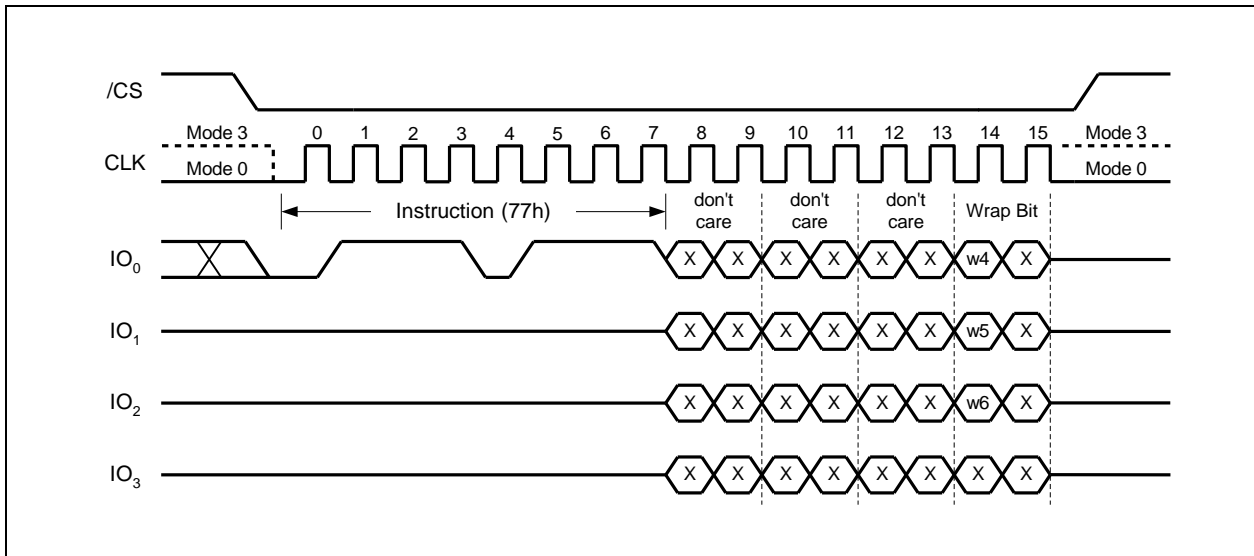 /CS
Mode 3 0 1 2 3 4 5 6 7 8 9 10 11 12 13 14 15 Mode 3
CLK Mode 0 Mode 0
Instruction (77h) don't care don't care don't care Wrap Bit
IO0 X X X X X X w4 X
IO1 X X X X X X w5 X
IO2 X X X X X X w6 X
IO3 X X X X X X X X